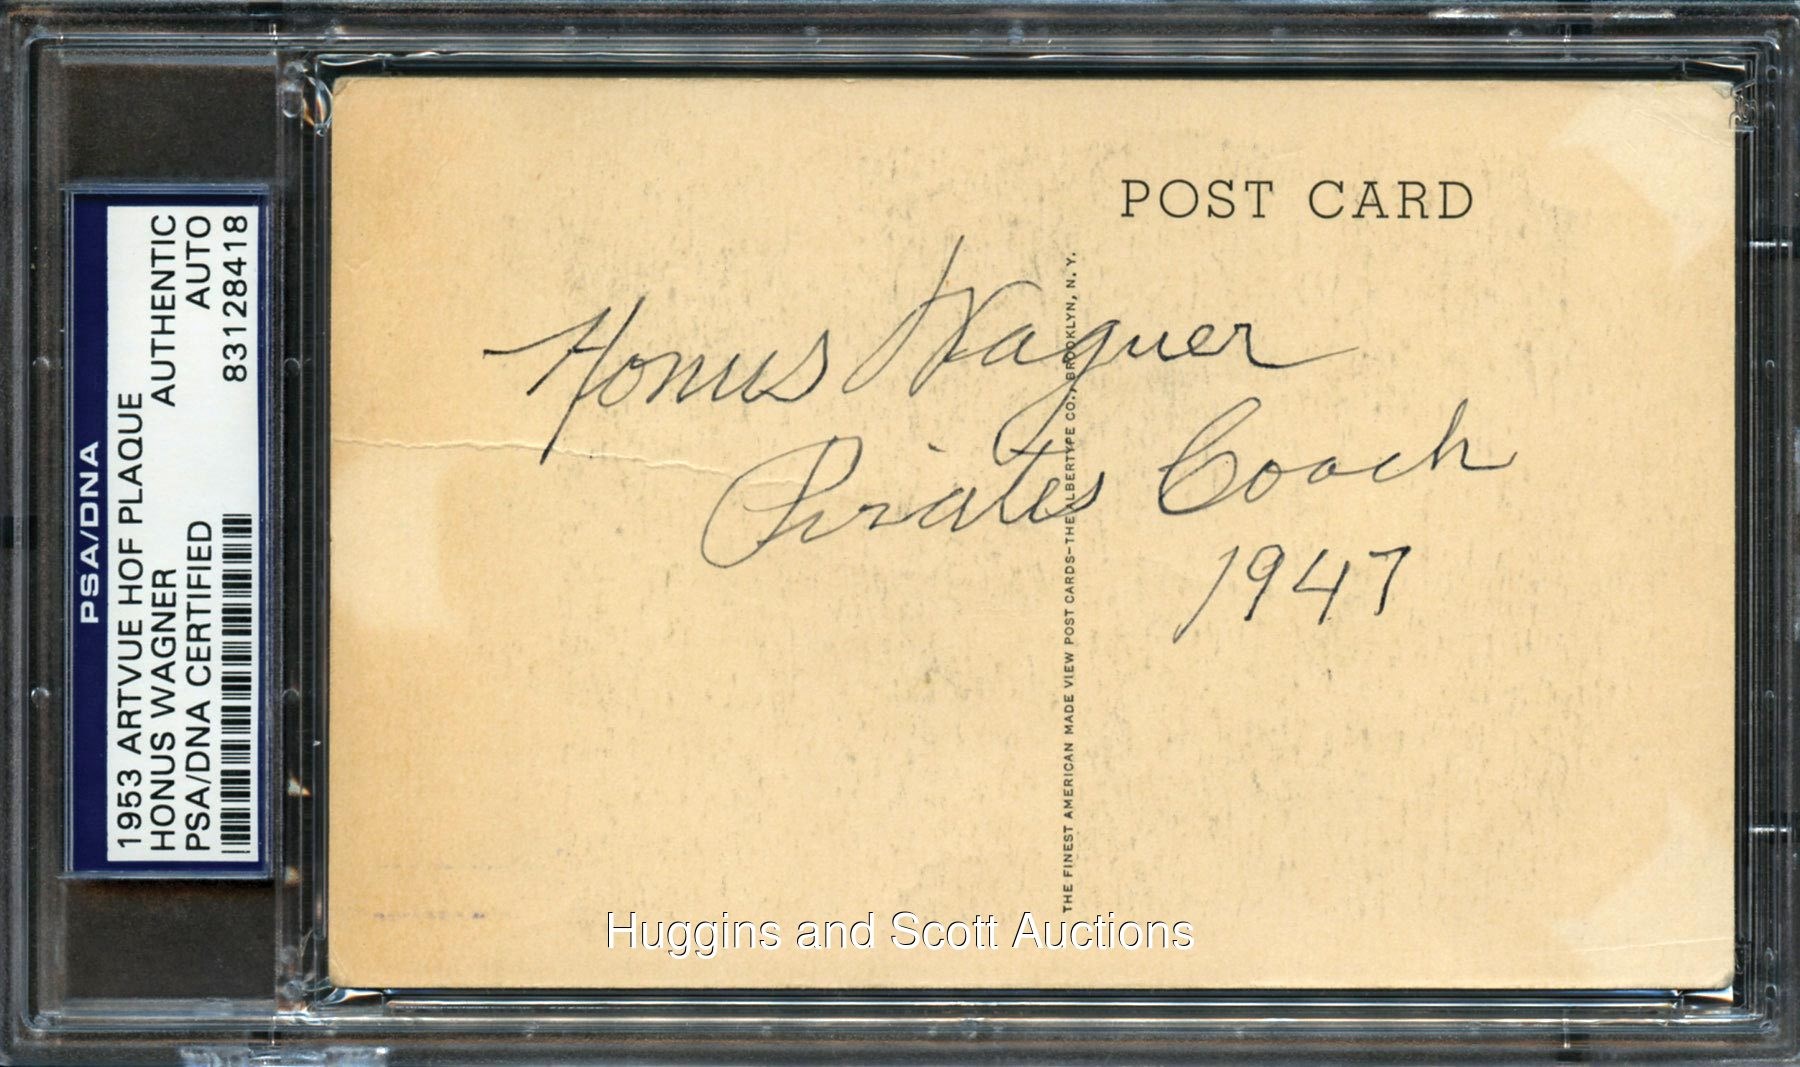 PSA/DNA
1953 ARTVUE HOF PLAQUE
HONUS WAGNER AUTHENTIC
PSA/DNA CERTIFIED AUTO
83128418
POST CARD
Honus Wagner
Pirates Coach
1947
THE FINEST AMERICAN MADE VIEW POST CARDS-THE ALBERTYPE CO., BROOKLYN, N. Y.
Huggins and Scott Auctions